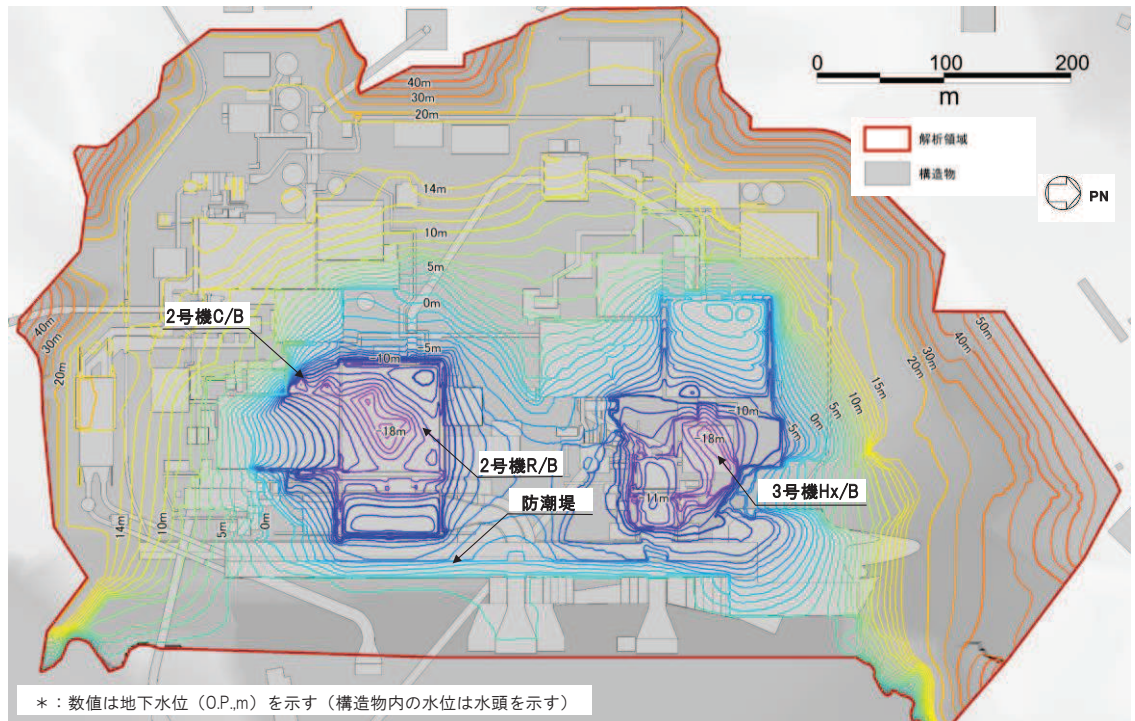 0 100 200
m
解析領域
構造物
PN
40m
30m
20m
14m
10m
5m
0m
-5m
-10m
2号機C/B
40m
30m
20m
-18m
2号機R/B
防潮堤
14m
10m
5m
0m
-10m
-18m
-11m
3号機Hx/B
-5m
0m
5m
15m
20m
30m
40m
50m
＊：数値は地下水位（O.P.,m）を示す（構造物内の水位は水頭を示す）